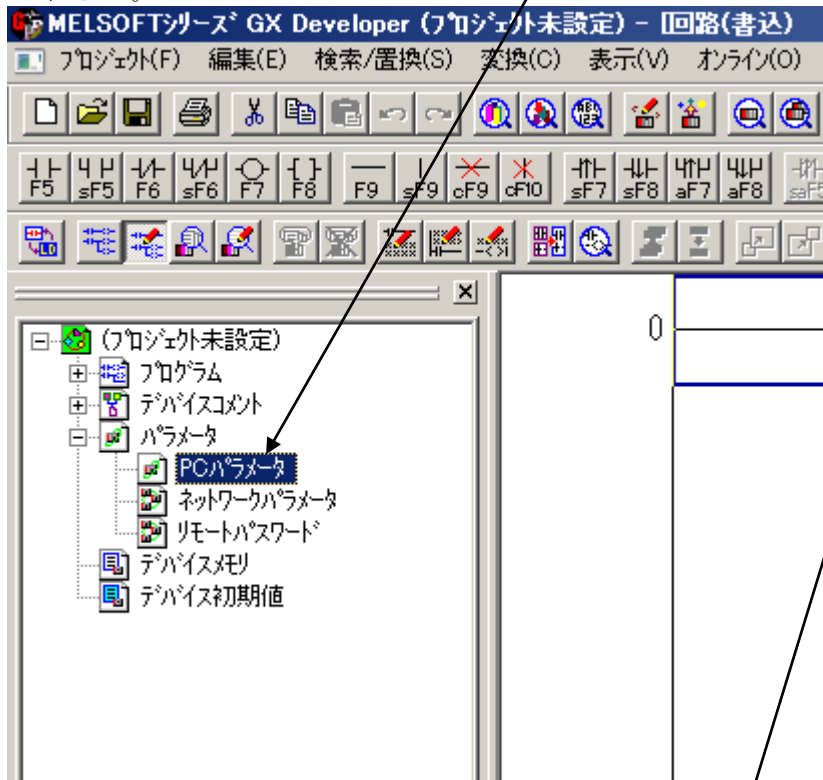 MELSOFTｼﾘｰｽﾞ GX Developer (ﾌﾟﾛｼﾞｪｸﾄ未設定) - [回路(書込)
ﾌﾟﾛｼﾞｪｸﾄ(F) 編集(E) 検索/置換(S) 変換(C) 表示(V) ｵﾝﾗｲﾝ(O)
F5 sF5 F6 sF6 F7 F8 F9 sF9 cF9 cF10 sF7 sF8 aF7 aF8 saF5
(ﾌﾟﾛｼﾞｪｸﾄ未設定)
0
ﾌﾟﾛｸﾞﾗﾑ
ﾃﾞﾊﾞｲｽｺﾒﾝﾄ
ﾊﾟﾗﾒｰﾀ
PCﾊﾟﾗﾒｰﾀ
ﾈｯﾄﾜｰｸﾊﾟﾗﾒｰﾀ
ﾘﾓｰﾄﾊﾟｽﾜｰﾄﾞ
ﾃﾞﾊﾞｲｽﾒﾓﾘ
ﾃﾞﾊﾞｲｽ初期値